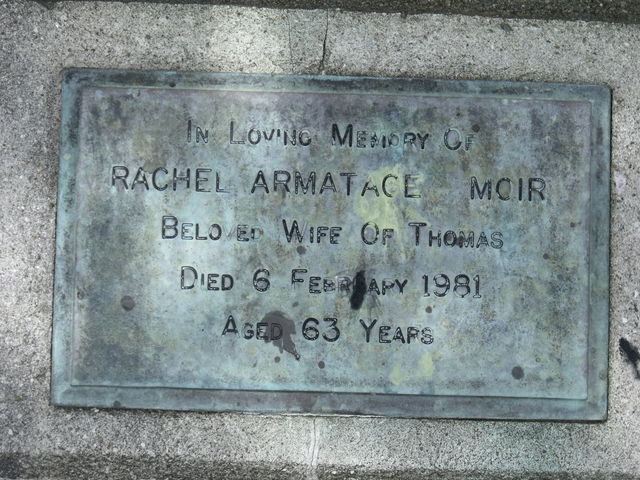 In Loving Memory Of
RACHEL ARMATAGE MOIR
Beloved Wife Of Thomas
Died 6 February 1981
Aged 63 Years